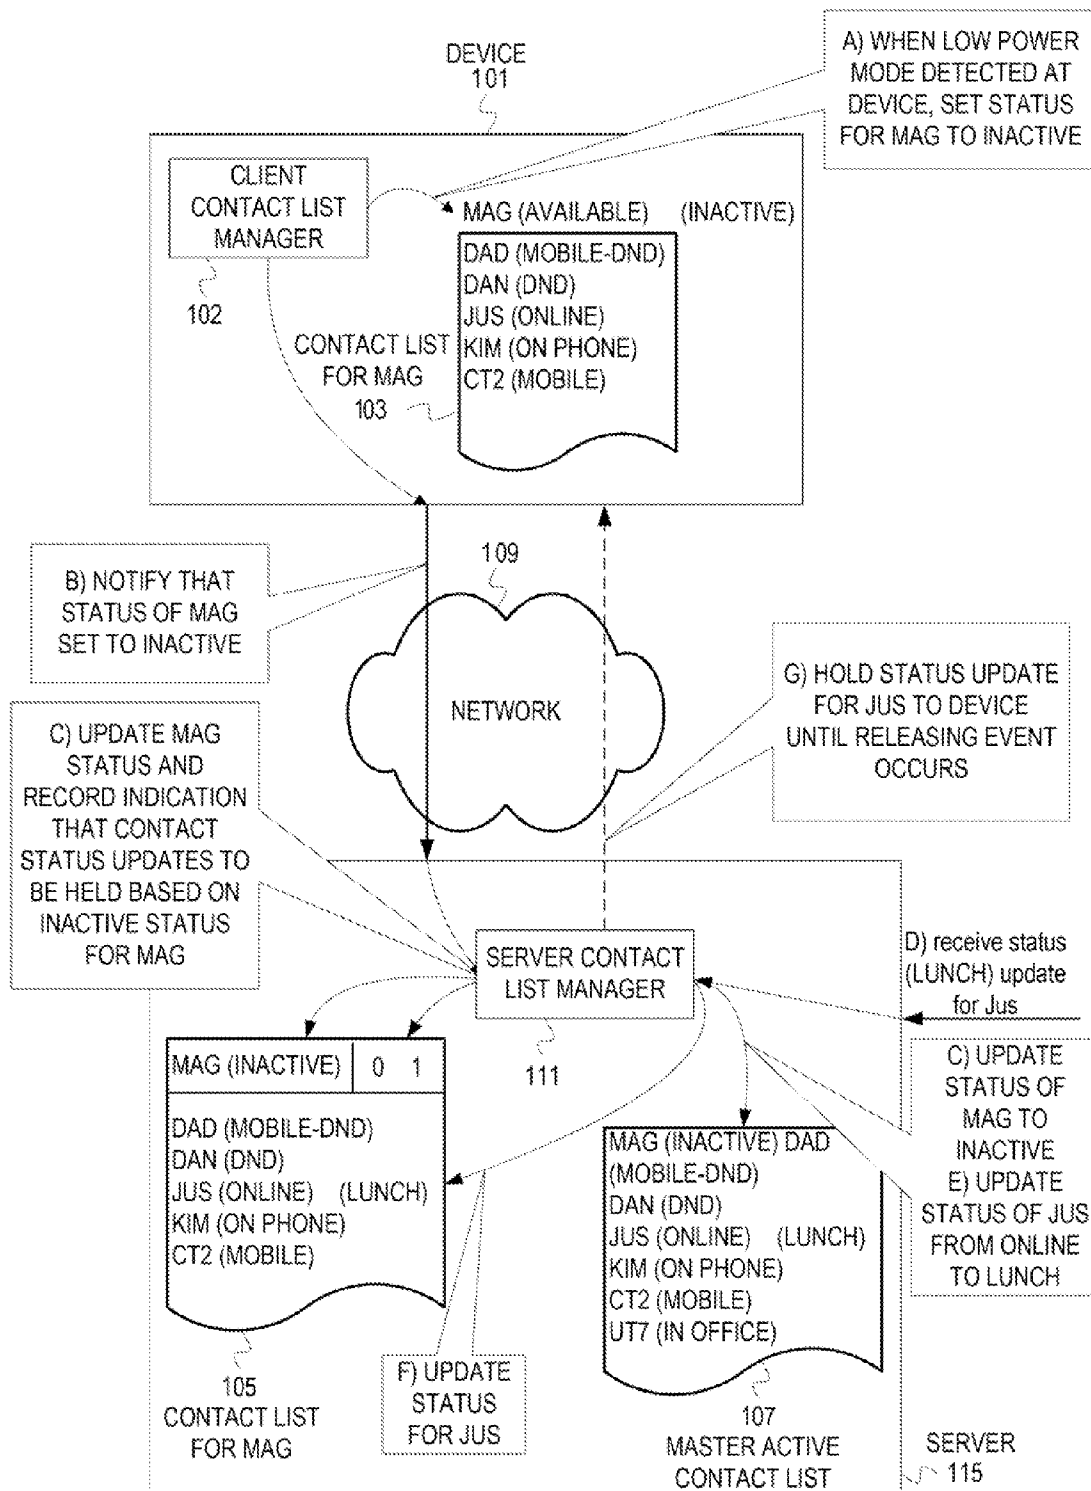 DEVICE
101
A) WHEN LOW POWER
MODE DETECTED AT
DEVICE, SET STATUS
FOR MAG TO INACTIVE
CLIENT
CONTACT LIST
MANAGER
102
MAG (AVAILABLE) (INACTIVE)
DAD (MOBILE-DND)
DAN (DND)
JUS (ONLINE)
KIM (ON PHONE)
CT2 (MOBILE)
CONTACT LIST
FOR MAG
103
B) NOTIFY THAT
STATUS OF MAG
SET TO INACTIVE
109
NETWORK
G) HOLD STATUS UPDATE
FOR JUS TO DEVICE
UNTIL RELEASING EVENT
OCCURS
C) UPDATE MAG
STATUS AND
RECORD INDICATION
THAT CONTACT
STATUS UPDATES TO
BE HELD BASED ON
INACTIVE STATUS
FOR MAG
SERVER CONTACT
LIST MANAGER
111
D) receive status
(LUNCH) update
for Jus
MAG (INACTIVE) 0 1
DAD (MOBILE-DND)
DAN (DND)
JUS (ONLINE) (LUNCH)
KIM (ON PHONE)
CT2 (MOBILE)
C) UPDATE
STATUS OF
MAG TO
INACTIVE
E) UPDATE
STATUS OF JUS
FROM ONLINE
TO LUNCH
MAG (INACTIVE) DAD
(MOBILE-DND)
DAN (DND)
JUS (ONLINE) (LUNCH)
KIM (ON PHONE)
CT2 (MOBILE)
UT7 (IN OFFICE)
105
CONTACT LIST
FOR MAG
F) UPDATE
STATUS
FOR JUS
107
MASTER ACTIVE
CONTACT LIST
SERVER
115